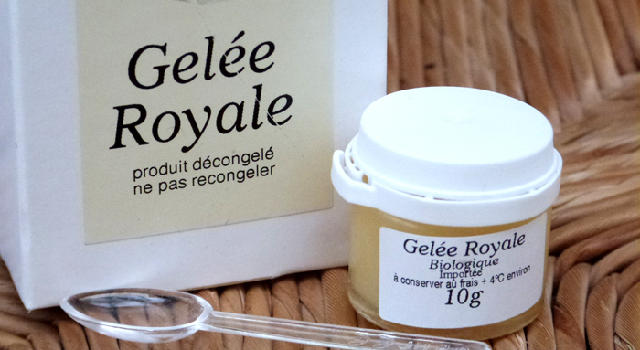 Gelée
Royale
produit décongelé
ne pas recongeler
Gelée Royale
Biologique
Importée
à conserver au frais + 4°C environ
10g